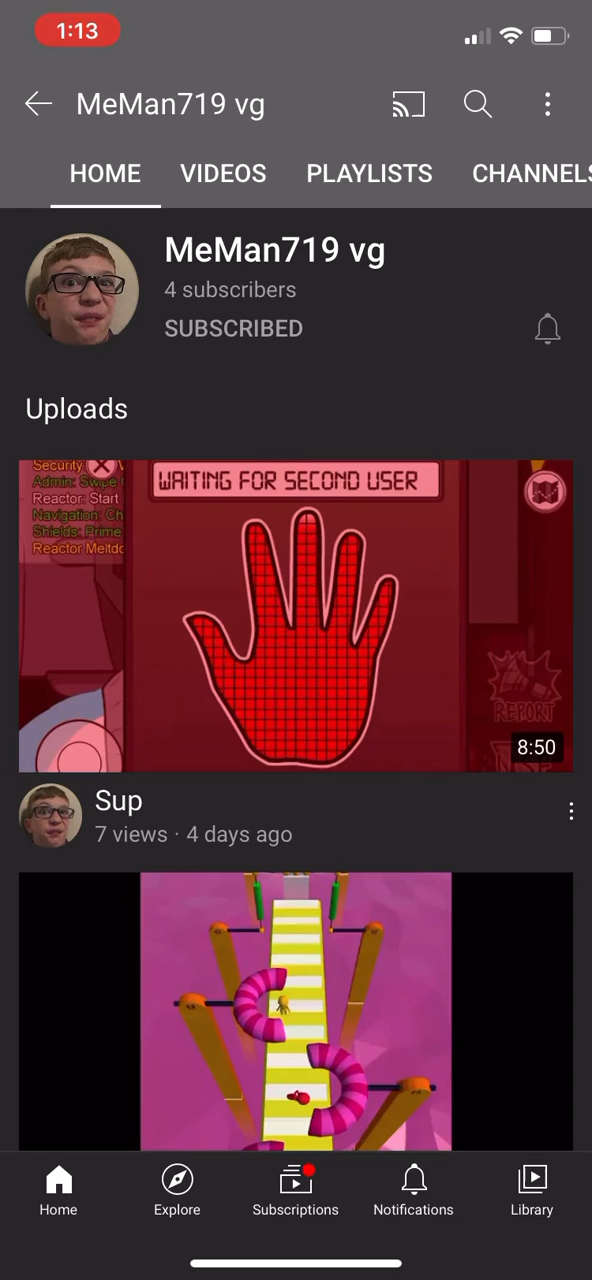 1:13
MeMan719 vg
HOME VIDEOS PLAYLISTS CHANNELS
MeMan719 vg
4 subscribers
SUBSCRIBED
Uploads
Security
Admin: Swipe
Reactor: Start
Navigation: Ch
Shields: Prime
Reactor Meltdo
WAITING FOR SECOND USER
REPORT
8:50
Sup
7 views · 4 days ago
Home Explore Subscriptions Notifications Library